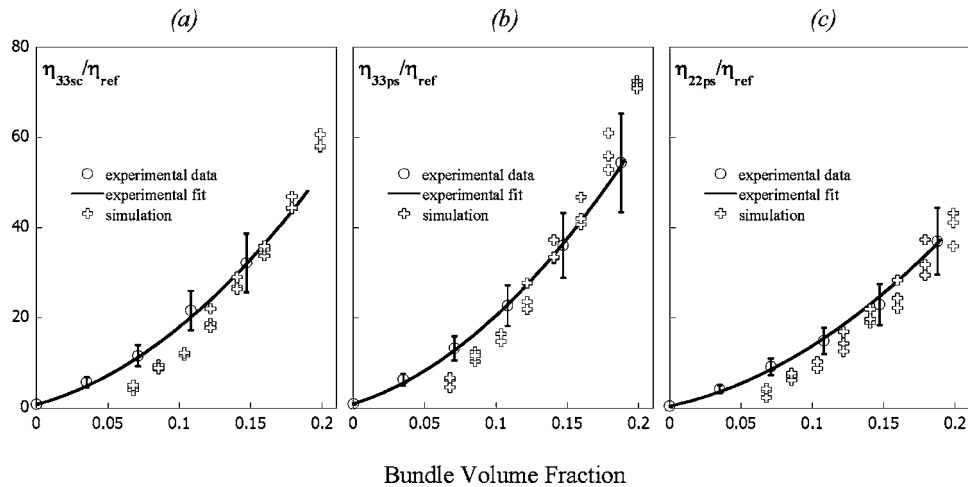 (a) (b) (c)
80
60
40
20
0
η33sc/ηref
experimental data
experimental fit
simulation
0 0.05 0.1 0.15 0.2
η33ps/ηref
experimental data
experimental fit
simulation
0 0.05 0.1 0.15 0.2
η22ps/ηref
experimental data
experimental fit
simulation
0 0.05 0.1 0.15 0.2
Bundle Volume Fraction